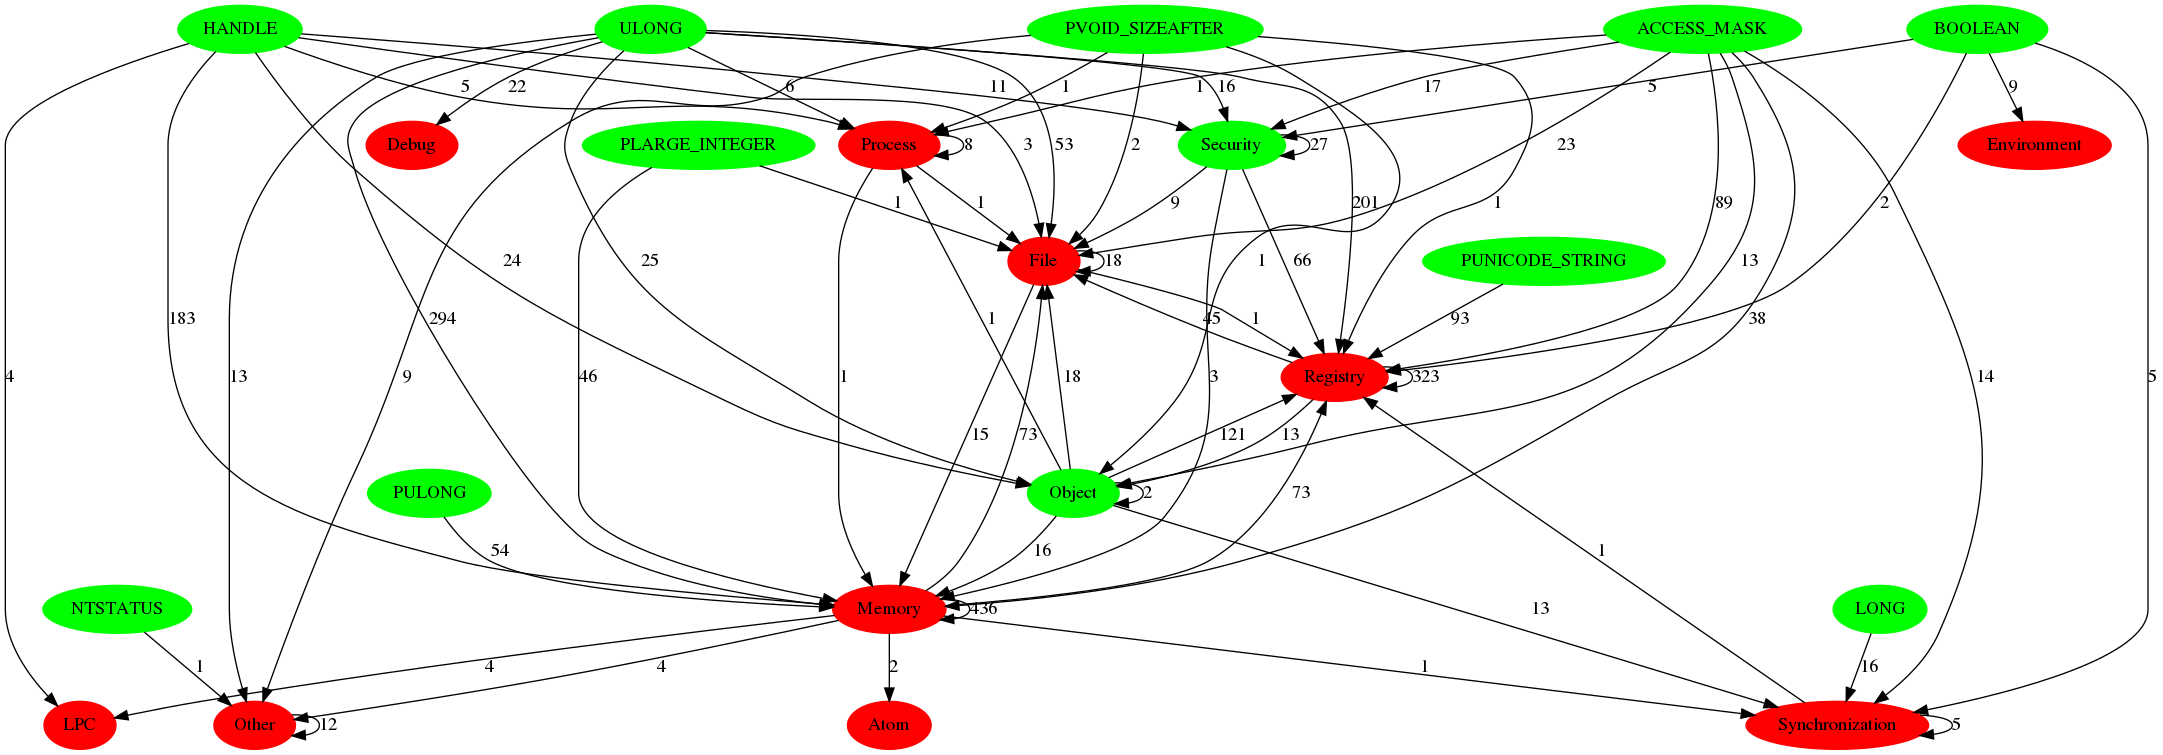 HANDLE
ULONG
PVOID_SIZEAFTER
ACCESS_MASK
BOOLEAN
5
22
6
11
1
1
16
17
5
9
Debug
PLARGE_INTEGER
Process
8
3
53
2
Security
27
23
Environment
1
1
9
201
1
89
2
24
25
File
18
1
66
13
PUNICODE_STRING
183
294
1
45
1
93
38
4
13
9
46
1
18
3
Registry
323
14
5
15
73
121
13
PULONG
Object
2
73
54
16
1
NTSTATUS
Memory
436
13
LONG
1
4
4
2
1
16
LPC
Other
12
Atom
Synchronization
5